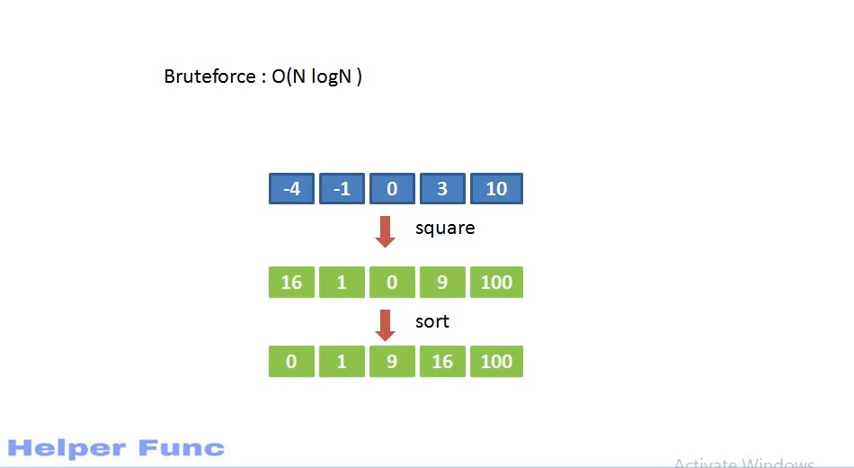 Bruteforce : O(N logN )
-4 -1 0 3 10
square
16 1 0 9 100
sort
0 1 9 16 100
Helper Func
Activate Windows